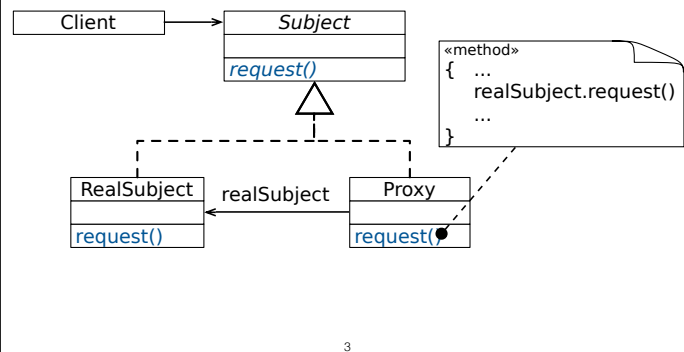 Client
Subject
request()
«method»
{ ...
realSubject.request()
...
}
RealSubject
realSubject
Proxy
request()
request()
3